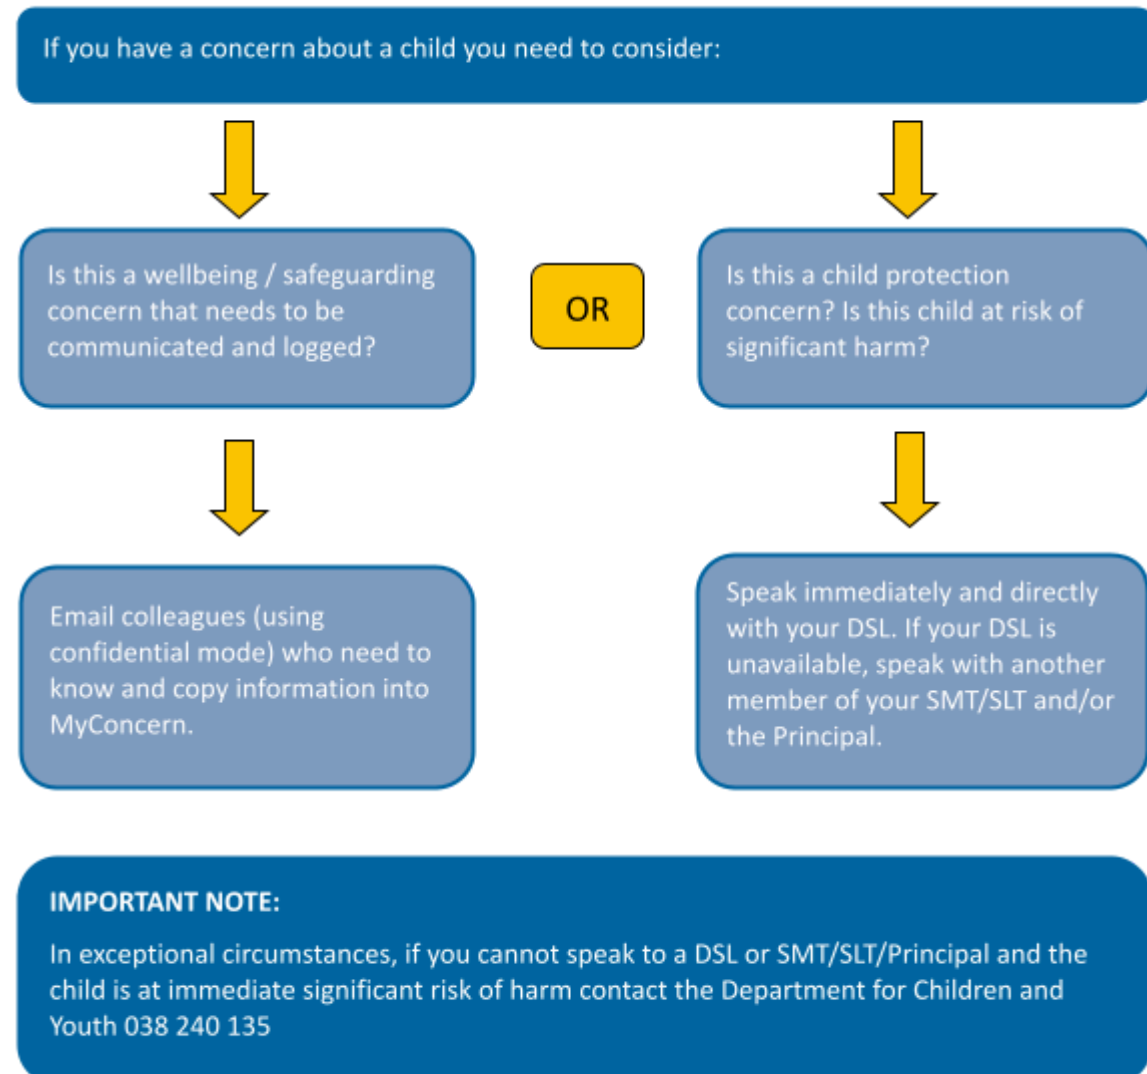 If you have a concern about a child you need to consider:
Is this a wellbeing / safeguarding
concern that needs to be
communicated and logged?
OR
Is this a child protection
concern? Is this child at risk of
significant harm?
Email colleagues (using
confidential mode) who need to
know and copy information into
MyConcern.
Speak immediately and directly
with your DSL. If your DSL is
unavailable, speak with another
member of your SMT/SLT and/or
the Principal.
IMPORTANT NOTE:
In exceptional circumstances, if you cannot speak to a DSL or SMT/SLT/Principal and the
child is at immediate significant risk of harm contact the Department for Children and
Youth 038 240 135